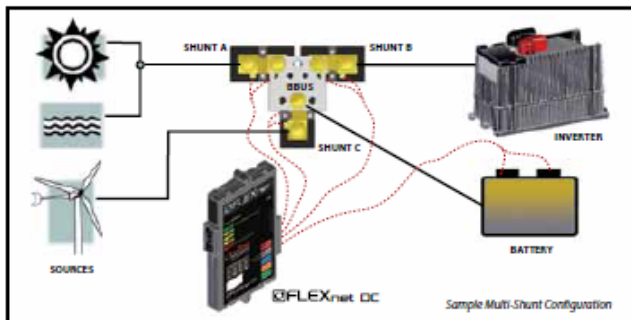 SHUNT A
SHUNT B
BBUS
INVERTER
SHUNT C
SOURCES
BATTERY
FLEXnet DC
Sample Multi-Shunt Configuration